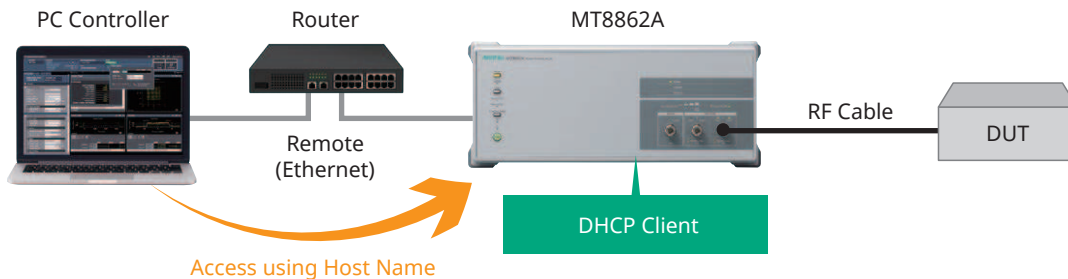 PC Controller
Router
MT8862A
Remote
(Ethernet)
RF Cable
DUT
DHCP Client
Access using Host Name